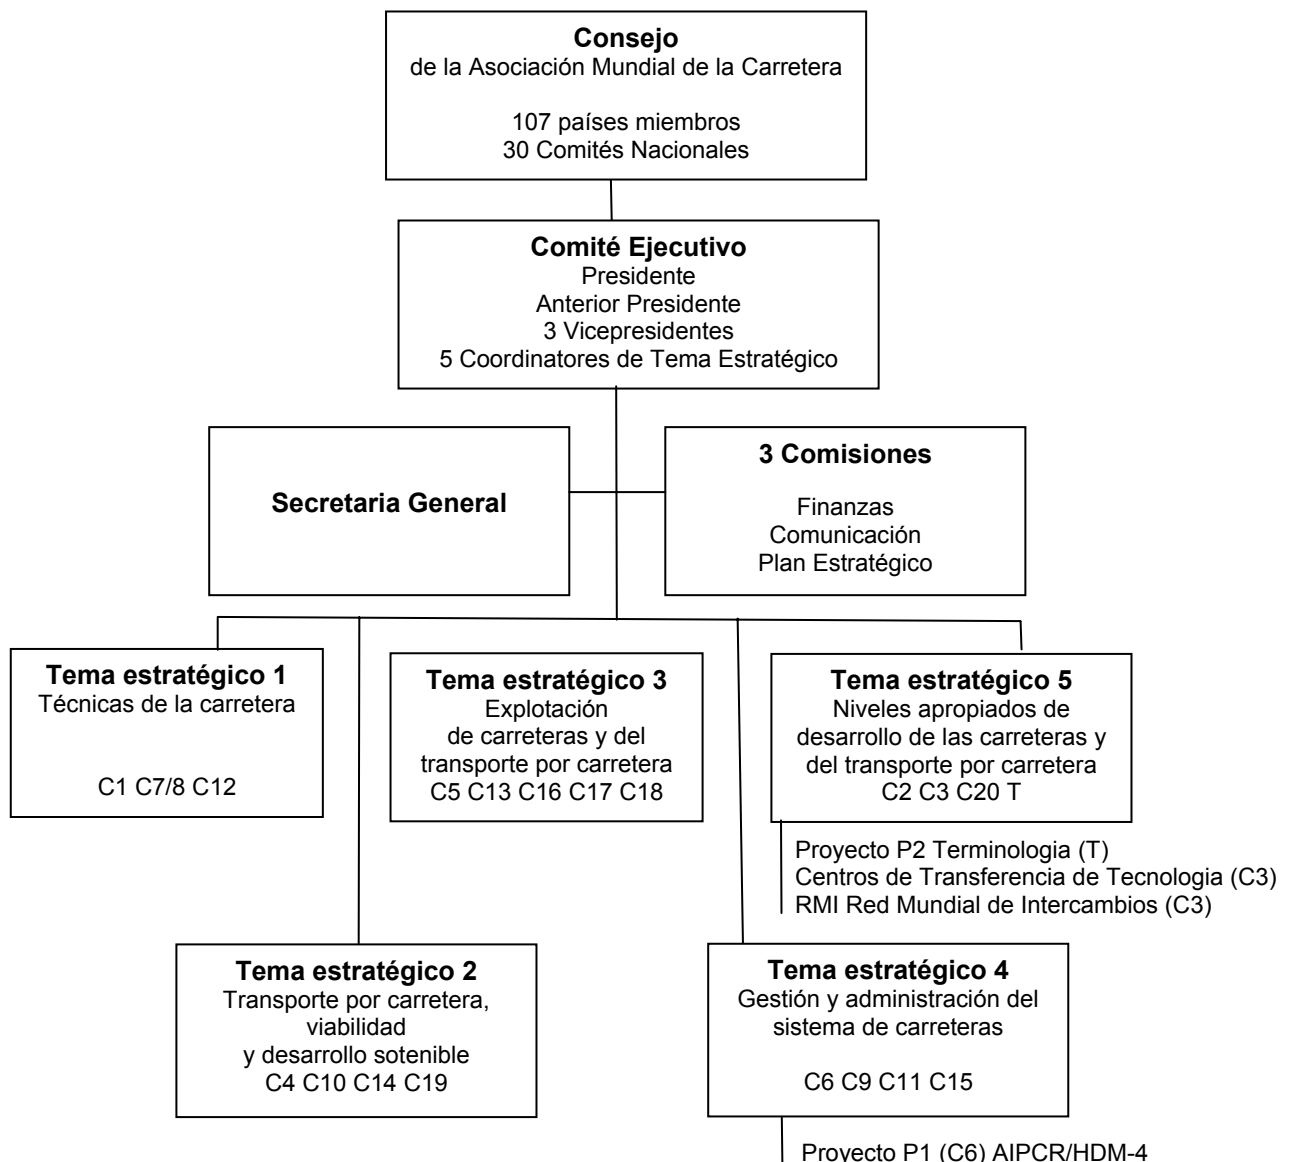 Consejo
de la Asociación Mundial de la Carretera
107 países miembros
30 Comités Nacionales
Comité Ejecutivo
Presidente
Anterior Presidente
3 Vicepresidentes
5 Coordinatores de Tema Estratégico
Secretaria General
3 Comisiones
Finanzas
Comunicación
Plan Estratégico
Tema estratégico 1
Técnicas de la carretera
C1 C7/8 C12
Tema estratégico 3
Explotación
de carreteras y del
transporte por carretera
C5 C13 C16 C17 C18
Tema estratégico 5
Niveles apropiados de
desarrollo de las carreteras y
del transporte por carretera
C2 C3 C20 T
Proyecto P2 Terminologia (T)
Centros de Transferencia de Tecnologia (C3)
RMI Red Mundial de Intercambios (C3)
Tema estratégico 2
Transporte por carretera,
viabilidad
y desarrollo sotenible
C4 C10 C14 C19
Tema estratégico 4
Gestión y administración del
sistema de carreteras
C6 C9 C11 C15
Proyecto P1 (C6) AIPCR/HDM-4